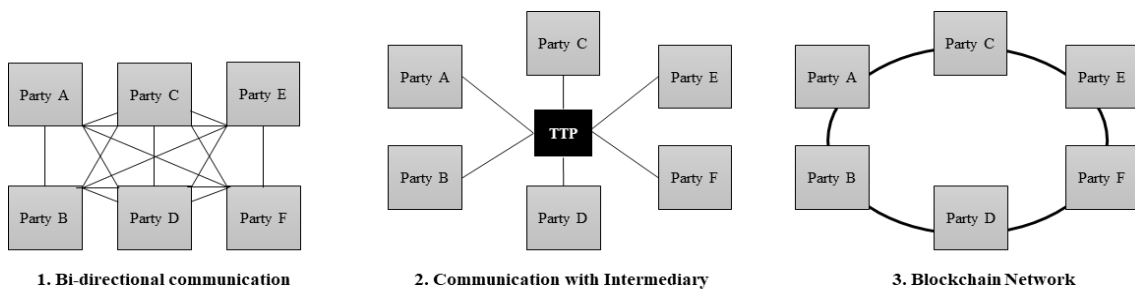 Party A
Party C
Party E
Party B
Party D
Party F
1. Bi-directional communication
Party C
Party A
Party E
TTP
Party B
Party F
Party D
2. Communication with Intermediary
Party C
Party A
Party E
Party B
Party F
Party D
3. Blockchain Network